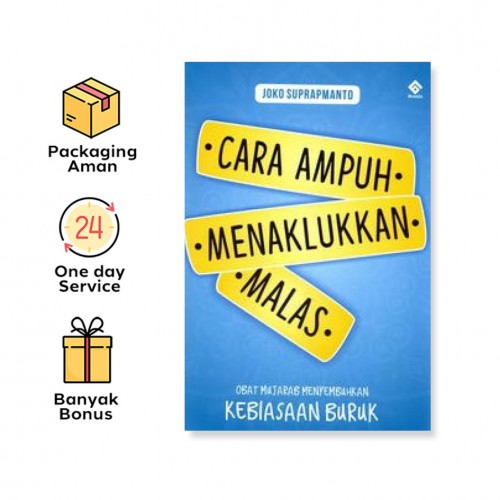 Packaging
Aman
24
One day
Service
Banyak
Bonus
JOKO SUPRAPMANTO
•CARA AMPUH•
•MENAKLUKKAN•
•MALAS•
OBAT MUJARAB MENYEMBUHKAN
KEBIASAAN BURUK